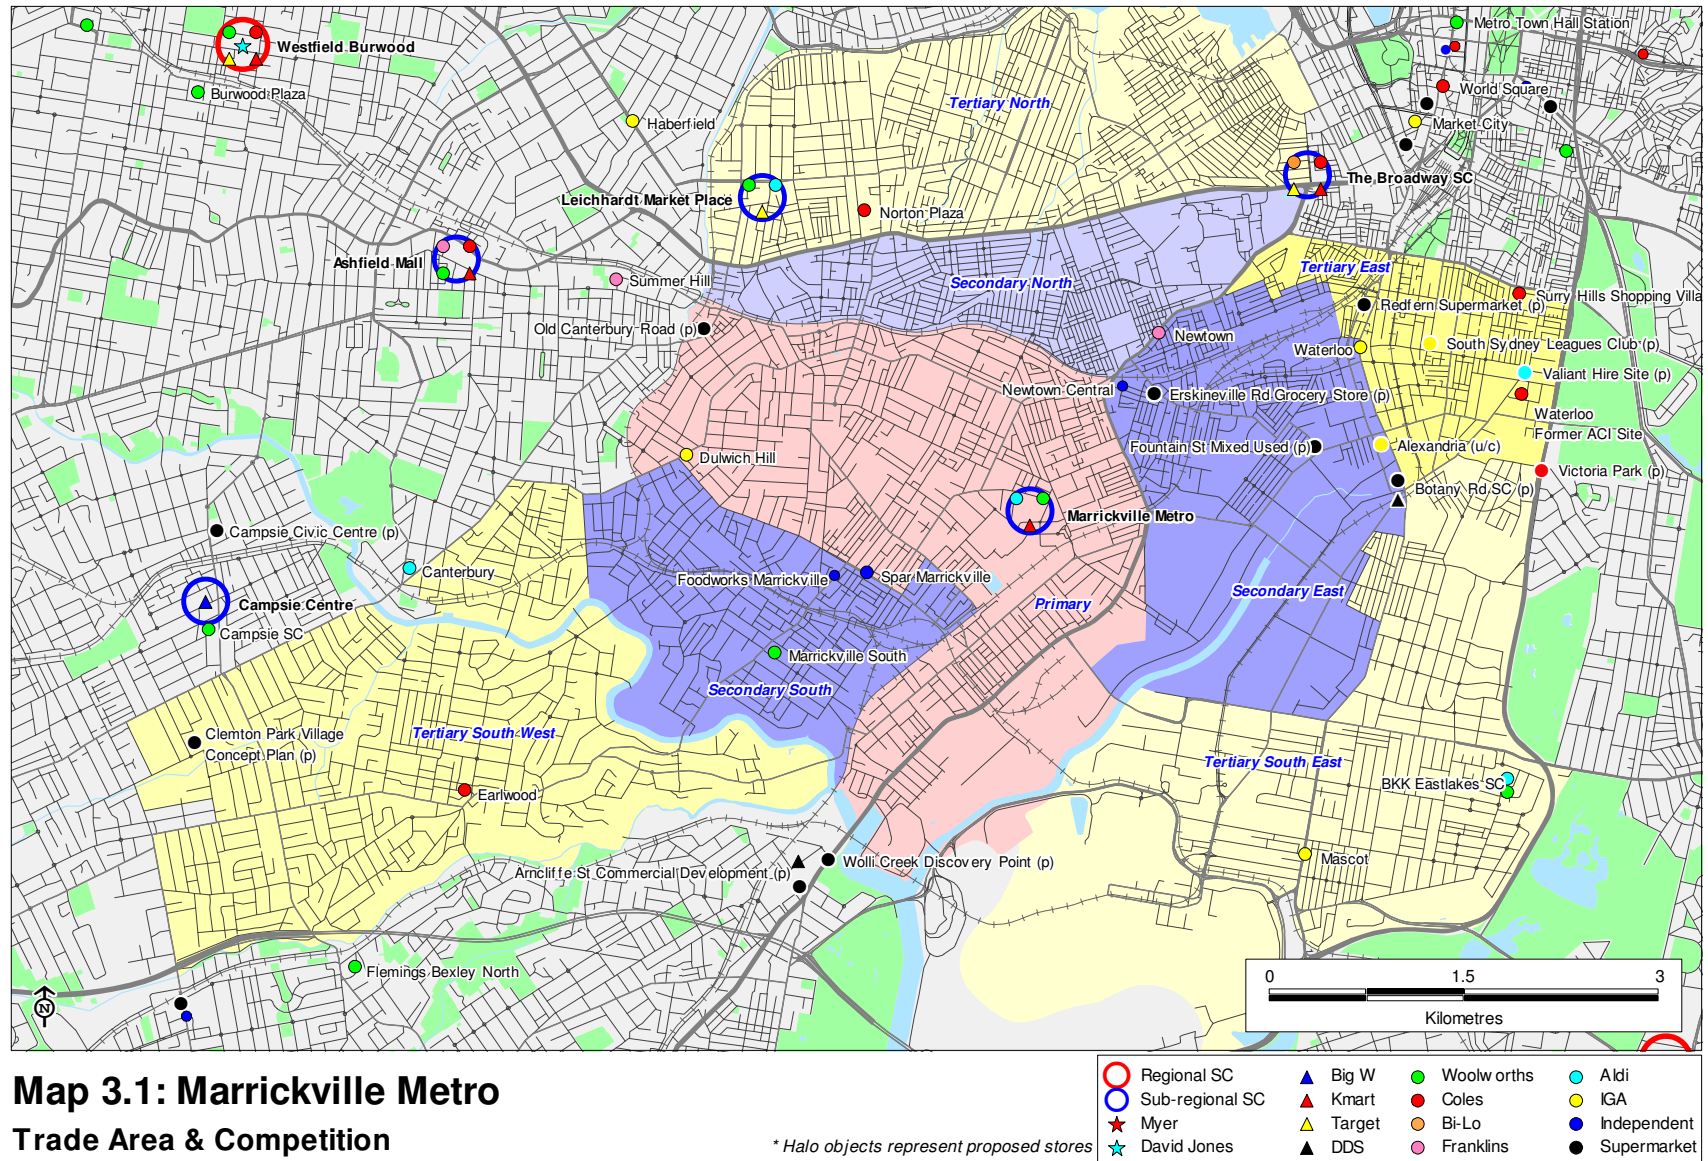 Metro Town Hall Station
Westfield Burwood
Burwood Plaza
World Square
Tertiary North
Haberfield
Market City
The Broadway SC
Leichhardt Market Place
Norton Plaza
Ashfield Mall
Tertiary East
Summer Hill
Secondary North
Surry Hills Shopping Villa
Redfern Supermarket (p)
Old Canterbury Road (p)
Newtown
South Sydney Leagues Club (p)
Waterloo
Valiant Hire Site (p)
Newtown Central
Erskineville Rd Grocery Store (p)
Waterloo
Former ACI Site
Fountain St Mixed Used (p)
Alexandria (u/c)
Dulwich Hill
Victoria Park (p)
Botany Rd SC (p)
Marrickville Metro
Campsie Civic Centre (p)
Canterbury
Foodworks Marrickville
Spar Marrickville
Secondary East
Campsie Centre
Primary
Campsie SC
Marrickville South
Secondary South
Tertiary South West
Clemton Park Village
Concept Plan (p)
Tertiary South East
BKK Eastlakes SC
Earlwood
Mascot
Wolli Creek Discovery Point (p)
Arncliffe St Commercial Development (p)
Flemings Bexley North
N
0 1.5 3
Kilometres
Map 3.1: Marrickville Metro
Trade Area & Competition
* Halo objects represent proposed stores
Regional SC Big W Woolworths Aldi
Sub-regional SC Kmart Coles IGA
Myer Target Bi-Lo Independent
David Jones DDS Franklins Supermarket